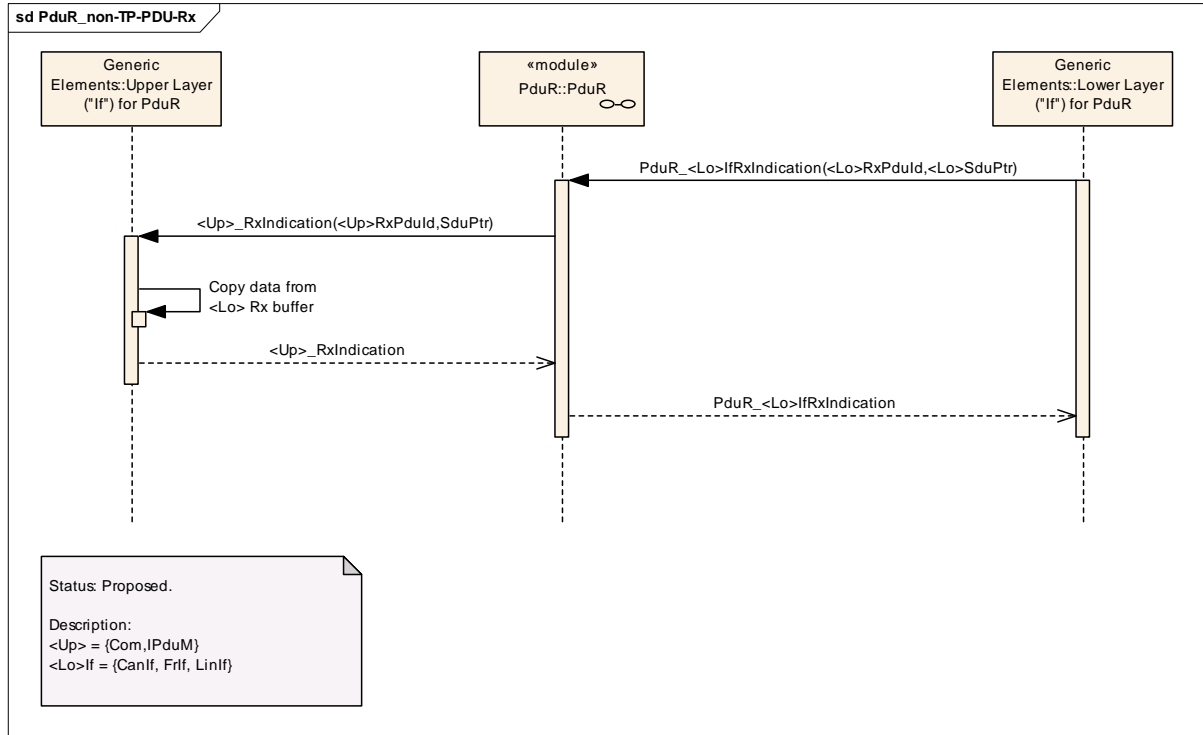 sd PduR_non-TP-PDU-Rx
Generic
Elements::Upper Layer
("If") for PduR
«module»
PduR::PduR
Generic
Elements::Lower Layer
("If") for PduR
PduR_<Lo>IfRxIndication(<Lo>RxPduId,<Lo>SduPtr)
<Up>_RxIndication(<Up>RxPduId,SduPtr)
Copy data from
<Lo> Rx buffer
<Up>_RxIndication
PduR_<Lo>IfRxIndication
Status: Proposed.
Description:
<Up> = {Com,IPduM}
<Lo>If = {CanIf, FrIf, LinIf}